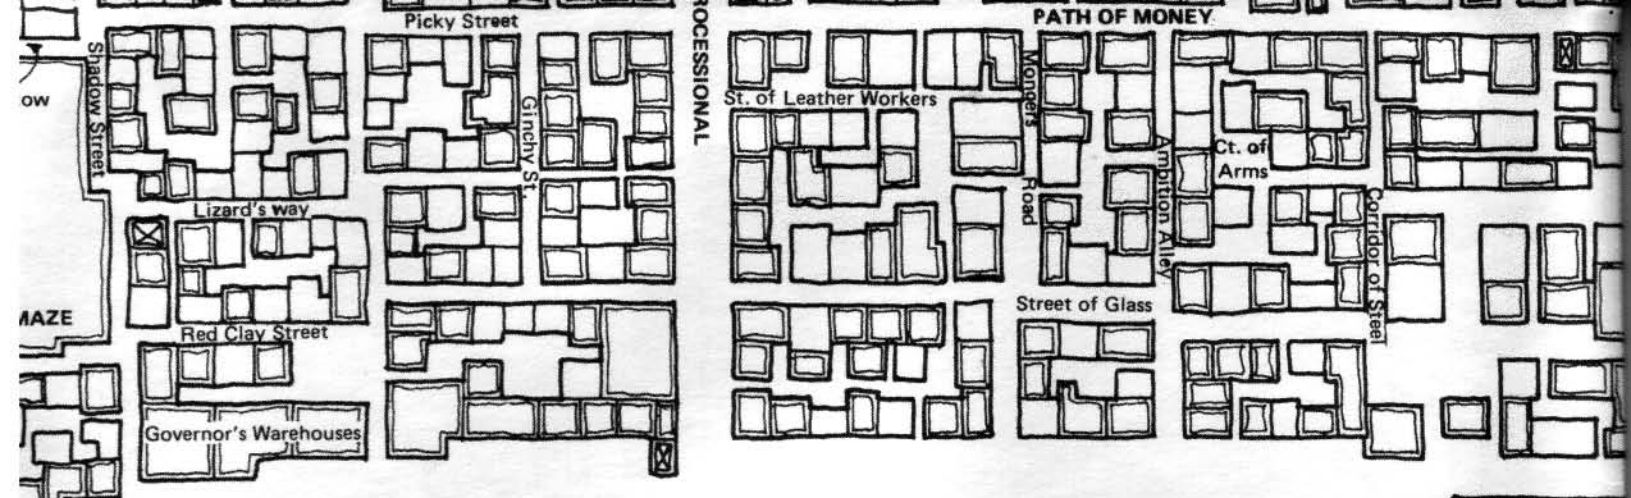 Picky Street
PATH OF MONEY
ROCESSIONAL
Shadow Street
Mongers
Road
OW
St. of Leather Workers
Ginchy St.
Ambition Alley
Ct. of
Arms
Lizard's way
Corridor of Steel
MAZE
Street of Glass
Red Clay Street
Governor's Warehouses